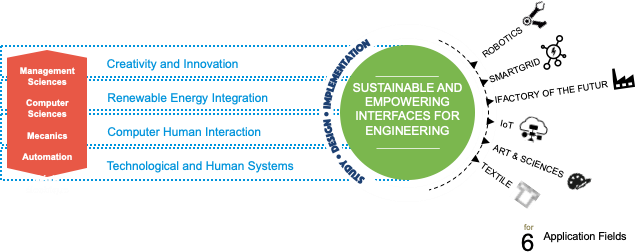 Management
Sciences
Computer
Sciences
Mecanics
Automation
Creativity and Innovation
Renewable Energy Integration
Computer Human Interaction
Technological and Human Systems
STUDY • DESIGN • IMPLEMENTATION
SUSTAINABLE AND
EMPOWERING
INTERFACES FOR
ENGINEERING
ROBOTICS
SMARTGRID
IFACTORY OF THE FUTUR
IoT
ART & SCIENCES
TEXTILE
for
6 Application Fields